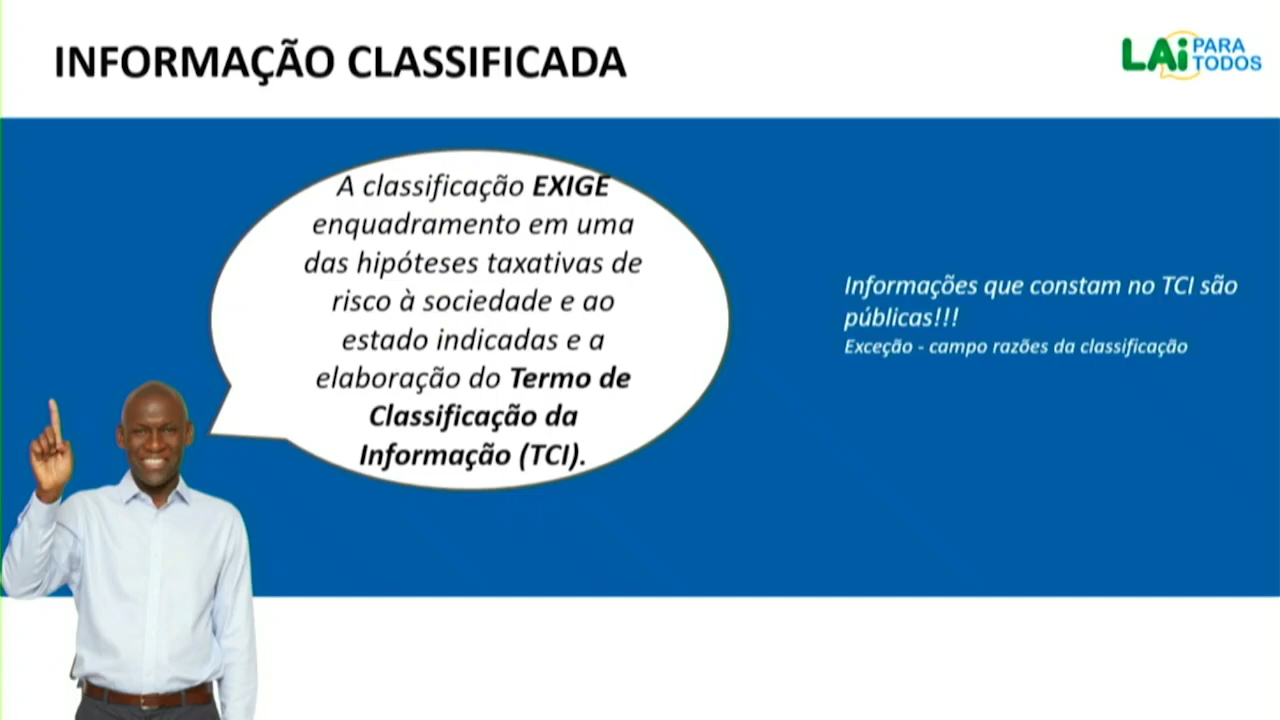 INFORMAÇÃO CLASSIFICADA
LAi PARA
TODOS
A classificação EXIGE
enquadramento em uma
das hipóteses taxativas de
risco à sociedade e ao
estado indicadas e a
elaboração do Termo de
Classificação da
Informação (TCI).
Informações que constam no TCI são
públicas!!!
Exceção - campo razões da classificação